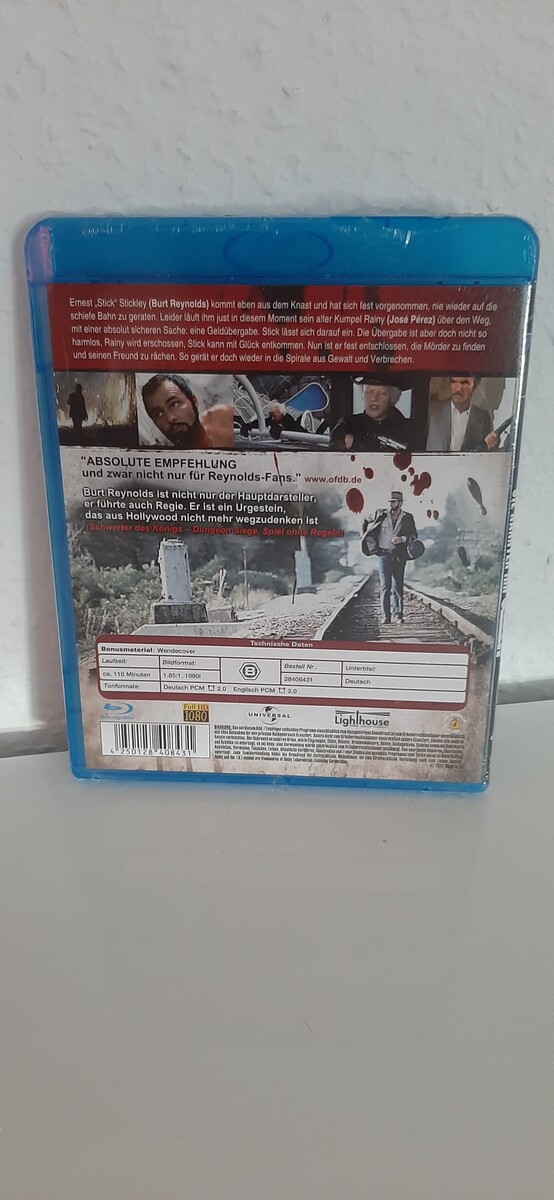 Ernest „Stick" Stickley (Burt Reynolds) kommt eben aus dem Knast und hat sich fest vorgenommen, nie wieder auf die
schiefe Bahn zu geraten. Leider läuft ihm just in diesem Moment sein alter Kumpel Rainy (José Pérez) über den Weg,
mit einer absolut sicheren Sache: eine Geldübergabe. Stick lässt sich darauf ein. Die Übergabe ist aber doch nicht so
harmlos, Rainy wird erschossen, Stick kann mit Glück entkommen. Nun ist er fest entschlossen, die Mörder zu finden
und seinen Freund zu rächen. So gerät er doch wieder in die Spirale aus Gewalt und Verbrechen.
"ABSOLUTE EMPFEHLUNG
und zwar nicht nur für Reynolds-Fans." www.ofdb.de
Burt Reynolds ist nicht nur der Hauptdarsteller,
er führte auch Regie. Er ist ein Urgestein,
das aus Hollywood nicht mehr wegzudenken ist
(Schwerter des Königs – Dungeon Siege, Spiel ohne Regeln)
Technische Daten
Bonusmaterial: Wendecover
Laufzeit: Bildformat: Bestell Nr.: Untertitel:
ca. 110 Minuten 1.85:1, 1080i B 28408431 Deutsch
Tonformate: Deutsch PCM 2.0 Englisch PCM 2.0
Full HD
1080
UNIVERSAL
Lighthouse
4 250128 408431